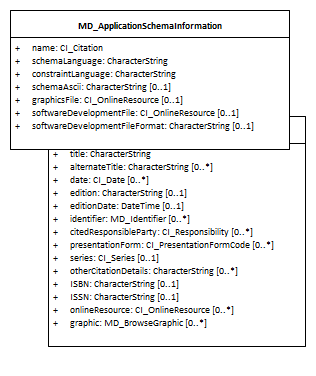 MD_ApplicationSchemaInformation
+ name: CI_Citation
+ schemaLanguage: CharacterString
+ constraintLanguage: CharacterString
+ schemaAscii: CharacterString [0..1]
+ graphicsFile: CI_OnlineResource [0..1]
+ softwareDevelopmentFile: CI_OnlineResource [0..1]
+ softwareDevelopmentFileFormat: CharacterString [0..1]
+ title: CharacterString
+ alternateTitle: CharacterString [0..*]
+ date: CI_Date [0..*]
+ edition: CharacterString [0..1]
+ editionDate: DateTime [0..1]
+ identifier: MD_Identifier [0..*]
+ citedResponsibleParty: CI_Responsibility [0..*]
+ presentationForm: CI_PresentationFormCode [0..*]
+ series: CI_Series [0..1]
+ otherCitationDetails: CharacterString [0..*]
+ ISBN: CharacterString [0..1]
+ ISSN: CharacterString [0..1]
+ onlineResource: CI_OnlineResource [0..*]
+ graphic: MD_BrowseGraphic [0..*]